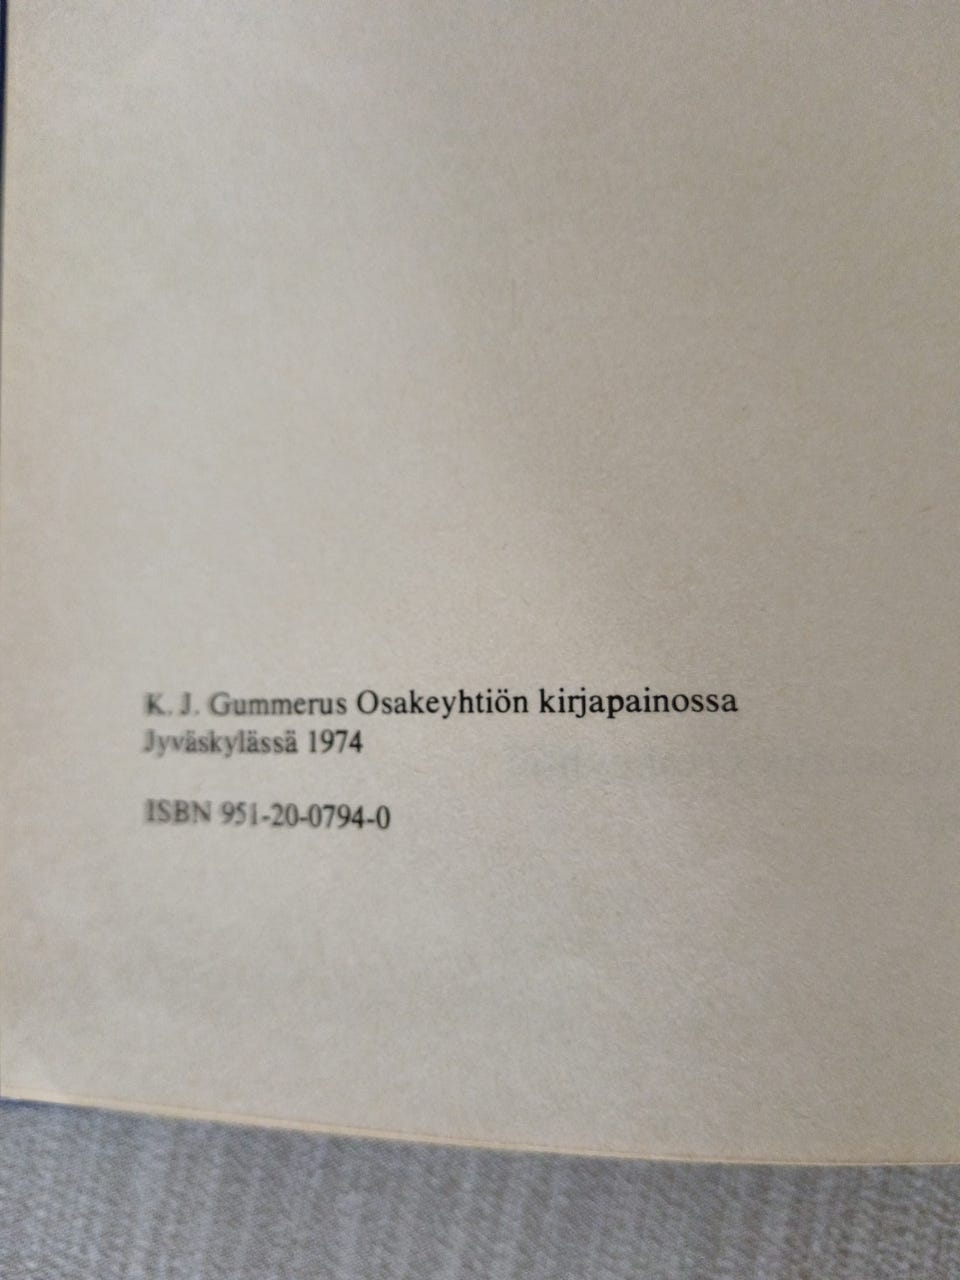 K. J. Gummerus Osakeyhtiön kirjapainossa
Jyväskylässä 1974
ISBN 951-20-0794-0